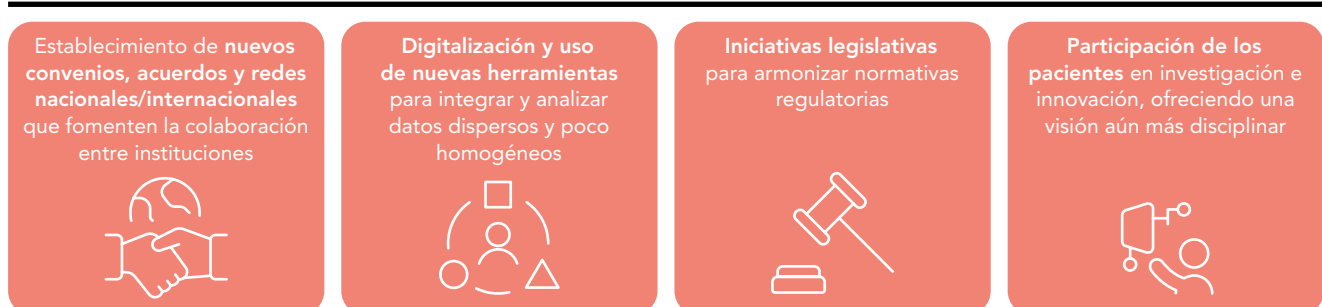 Establecimiento de nuevos
convenios, acuerdos y redes
nacionales/internacionales
que fomenten la colaboración
entre instituciones
Digitalización y uso
de nuevas herramientas
para integrar y analizar
datos dispersos y poco
homogéneos
Iniciativas legislativas
para armonizar normativas
regulatorias
Participación de los
pacientes en investigación e
innovación, ofreciendo una
visión aún más disciplinar